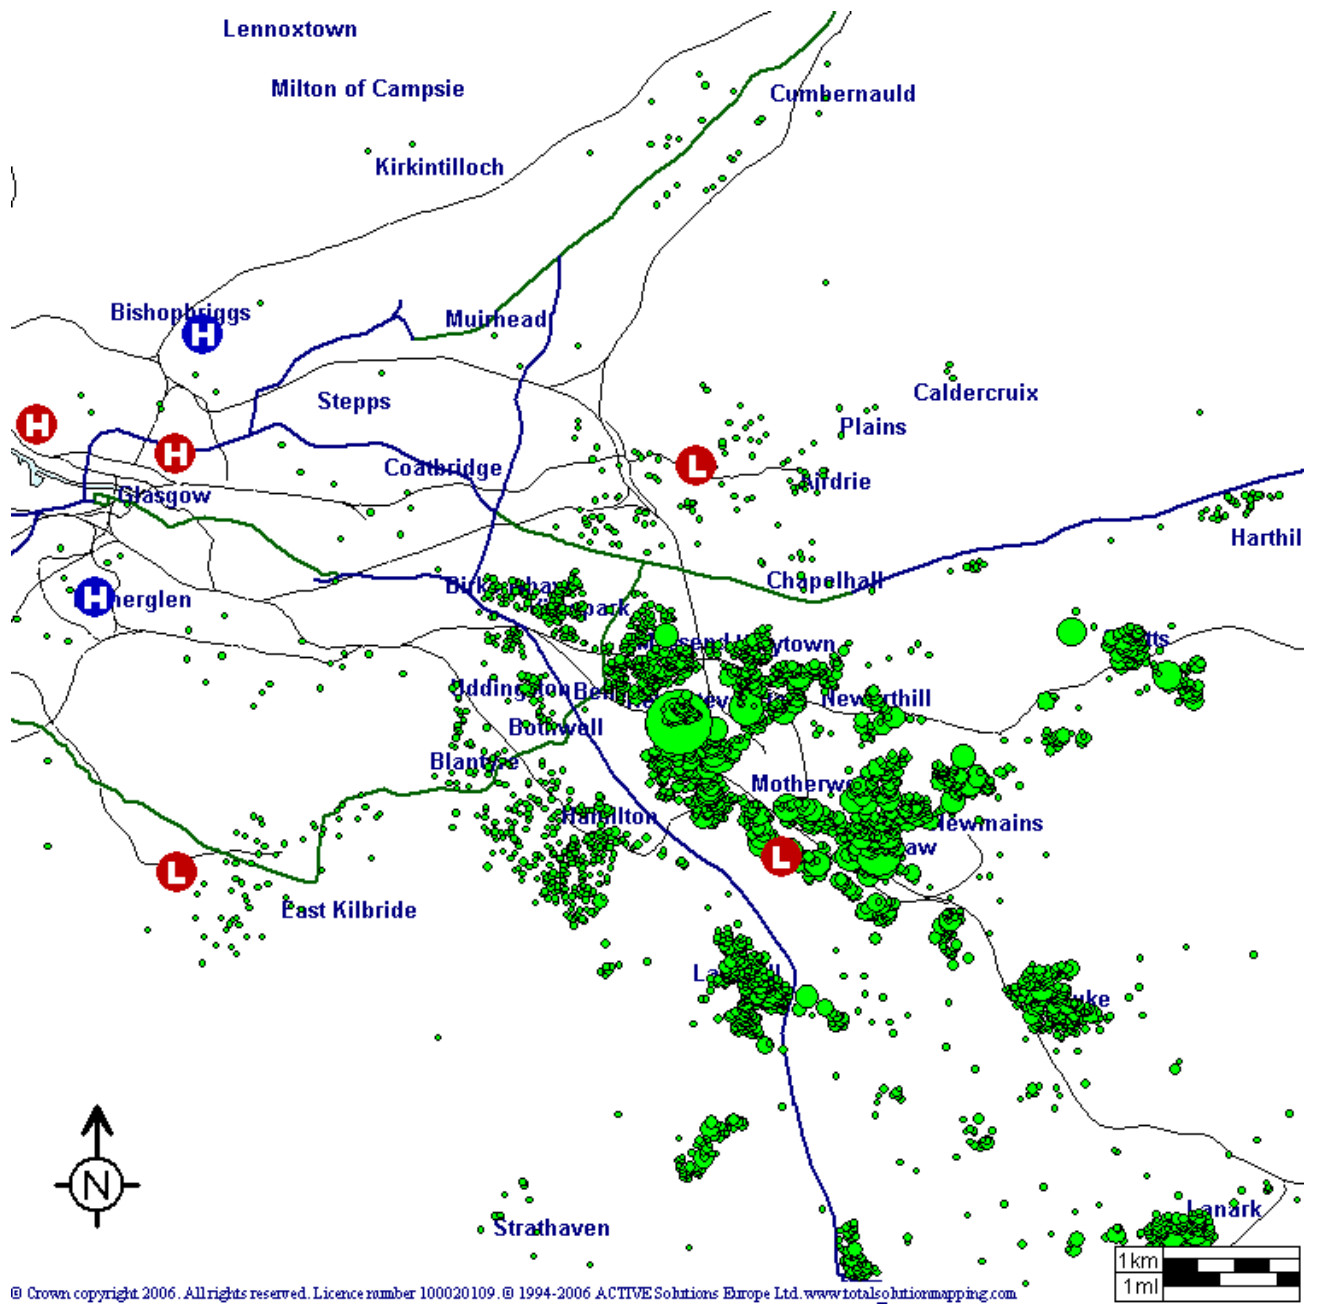 Lennoxtown
Milton of Campsie
Cumbernauld
Kirkintilloch
Bishopbriggs
H
Muirhead
Stepps
Caldercruix
H
Plains
H
Coatbridge
L
Airdrie
Glasgow
Harthil
Chapelhall
H
Uddingston
Newarthill
Bothwell
Blantyre
Hamilton
Newmains
L
L
East Kilbride
N
Strathaven
Lanark
1km
1ml
© Crown copyright 2006. All rights reserved. Licence number 100020109. © 1994-2006 ACTIVE Solutions Europe Ltd. www.totalsolutionmapping.com